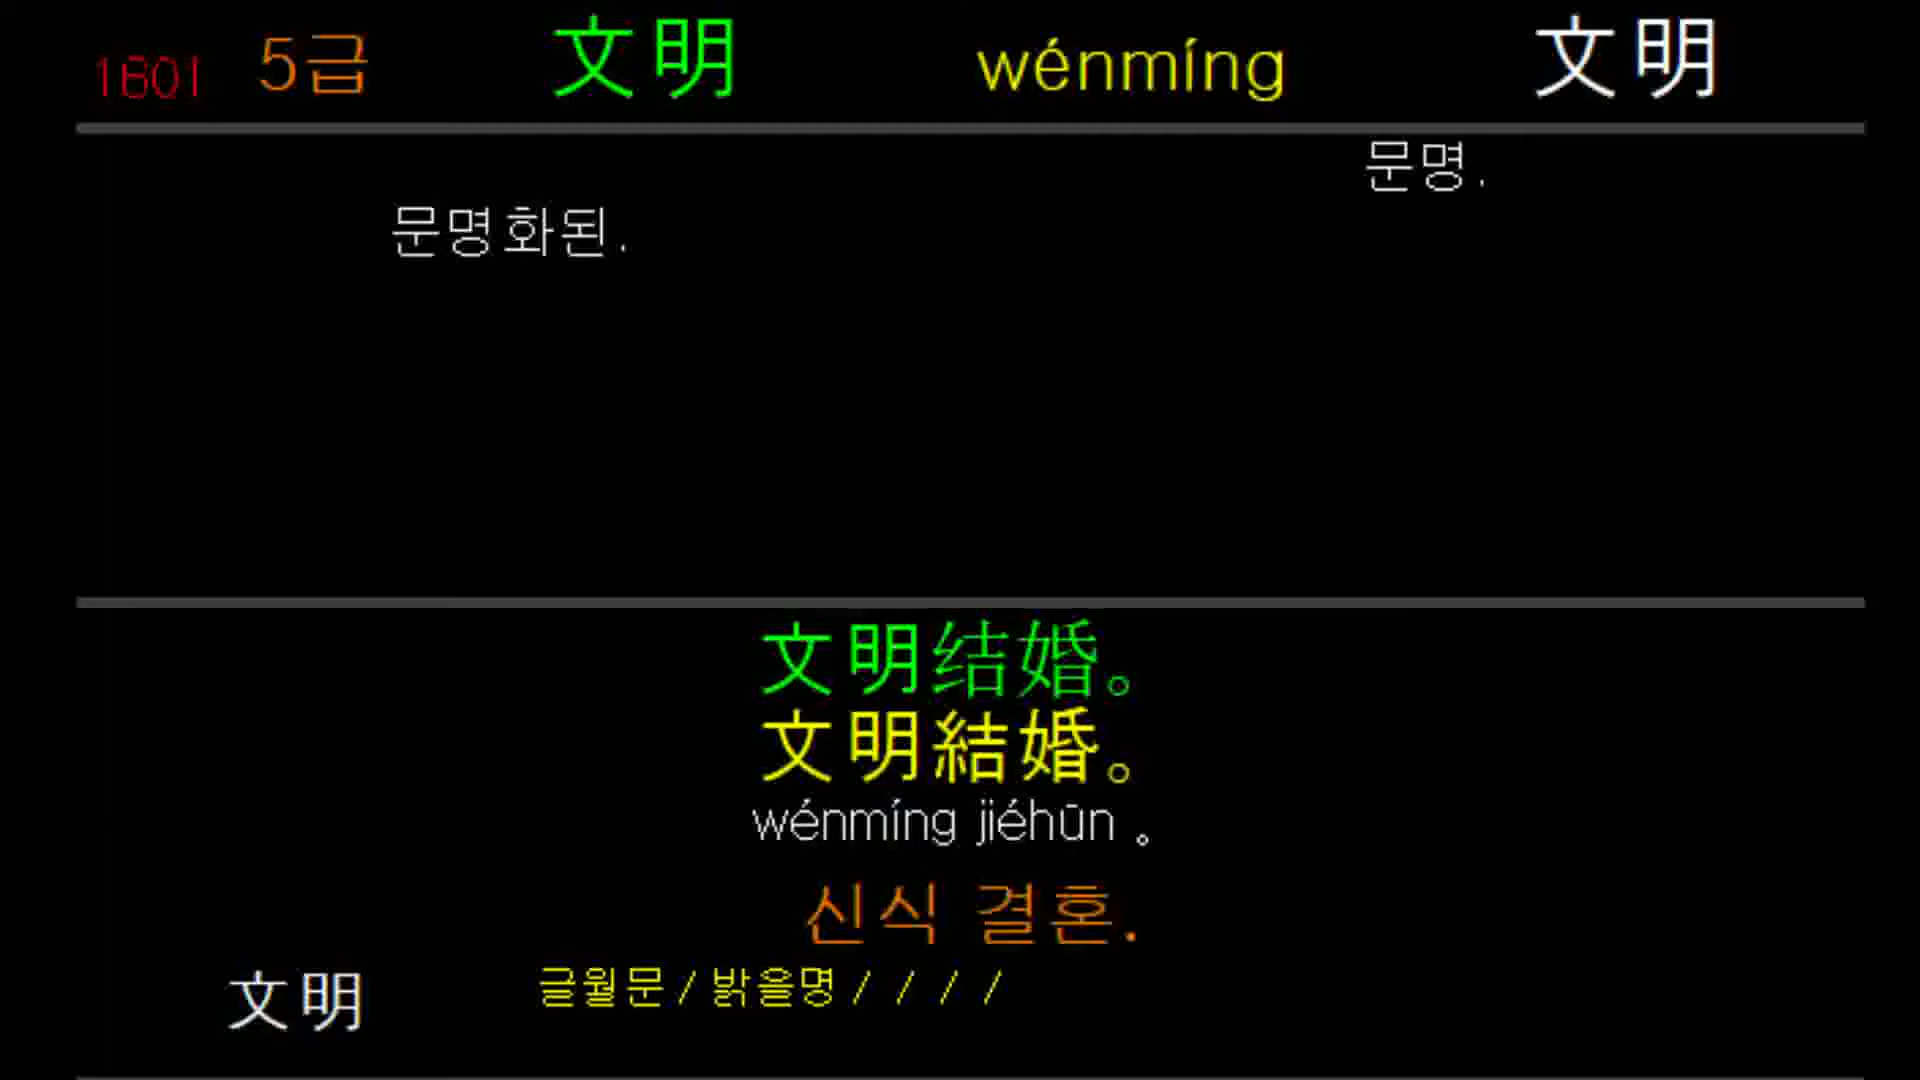 1601 5급 文明 wénmíng 文明
문명.
문명화된.
文明结婚。
文明結婚。
wénmíng jiéhūn 。
신식 결혼.
文明 글월문/밝을명////